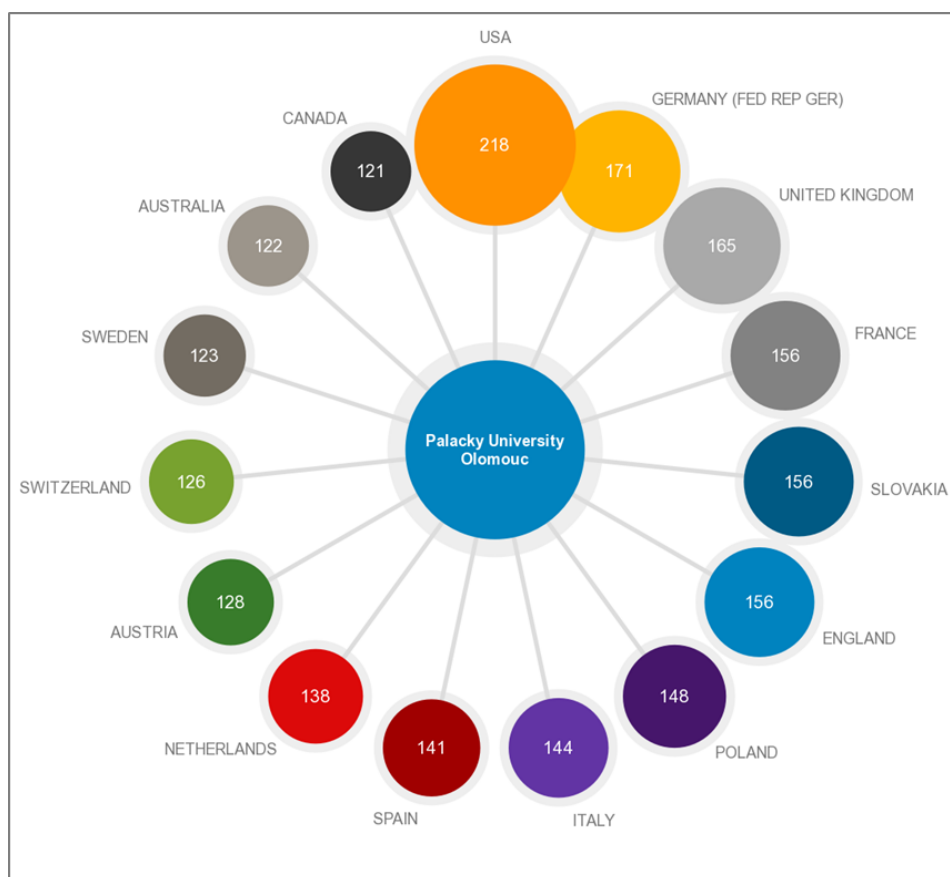 USA
218
GERMANY (FED REP GER)
171
UNITED KINGDOM
165
FRANCE
156
SLOVAKIA
156
ENGLAND
156
POLAND
148
ITALY
144
SPAIN
141
NETHERLANDS
138
AUSTRIA
128
SWITZERLAND
126
SWEDEN
123
AUSTRALIA
122
CANADA
121
Palacky University
Olomouc